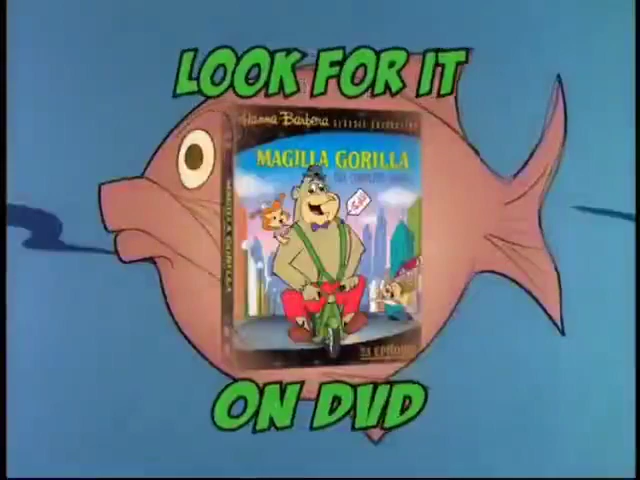 LOOK FOR IT
Hanna Barbera
MAGILLA GORILLA
MAGILLA GORILLA
ON DVD